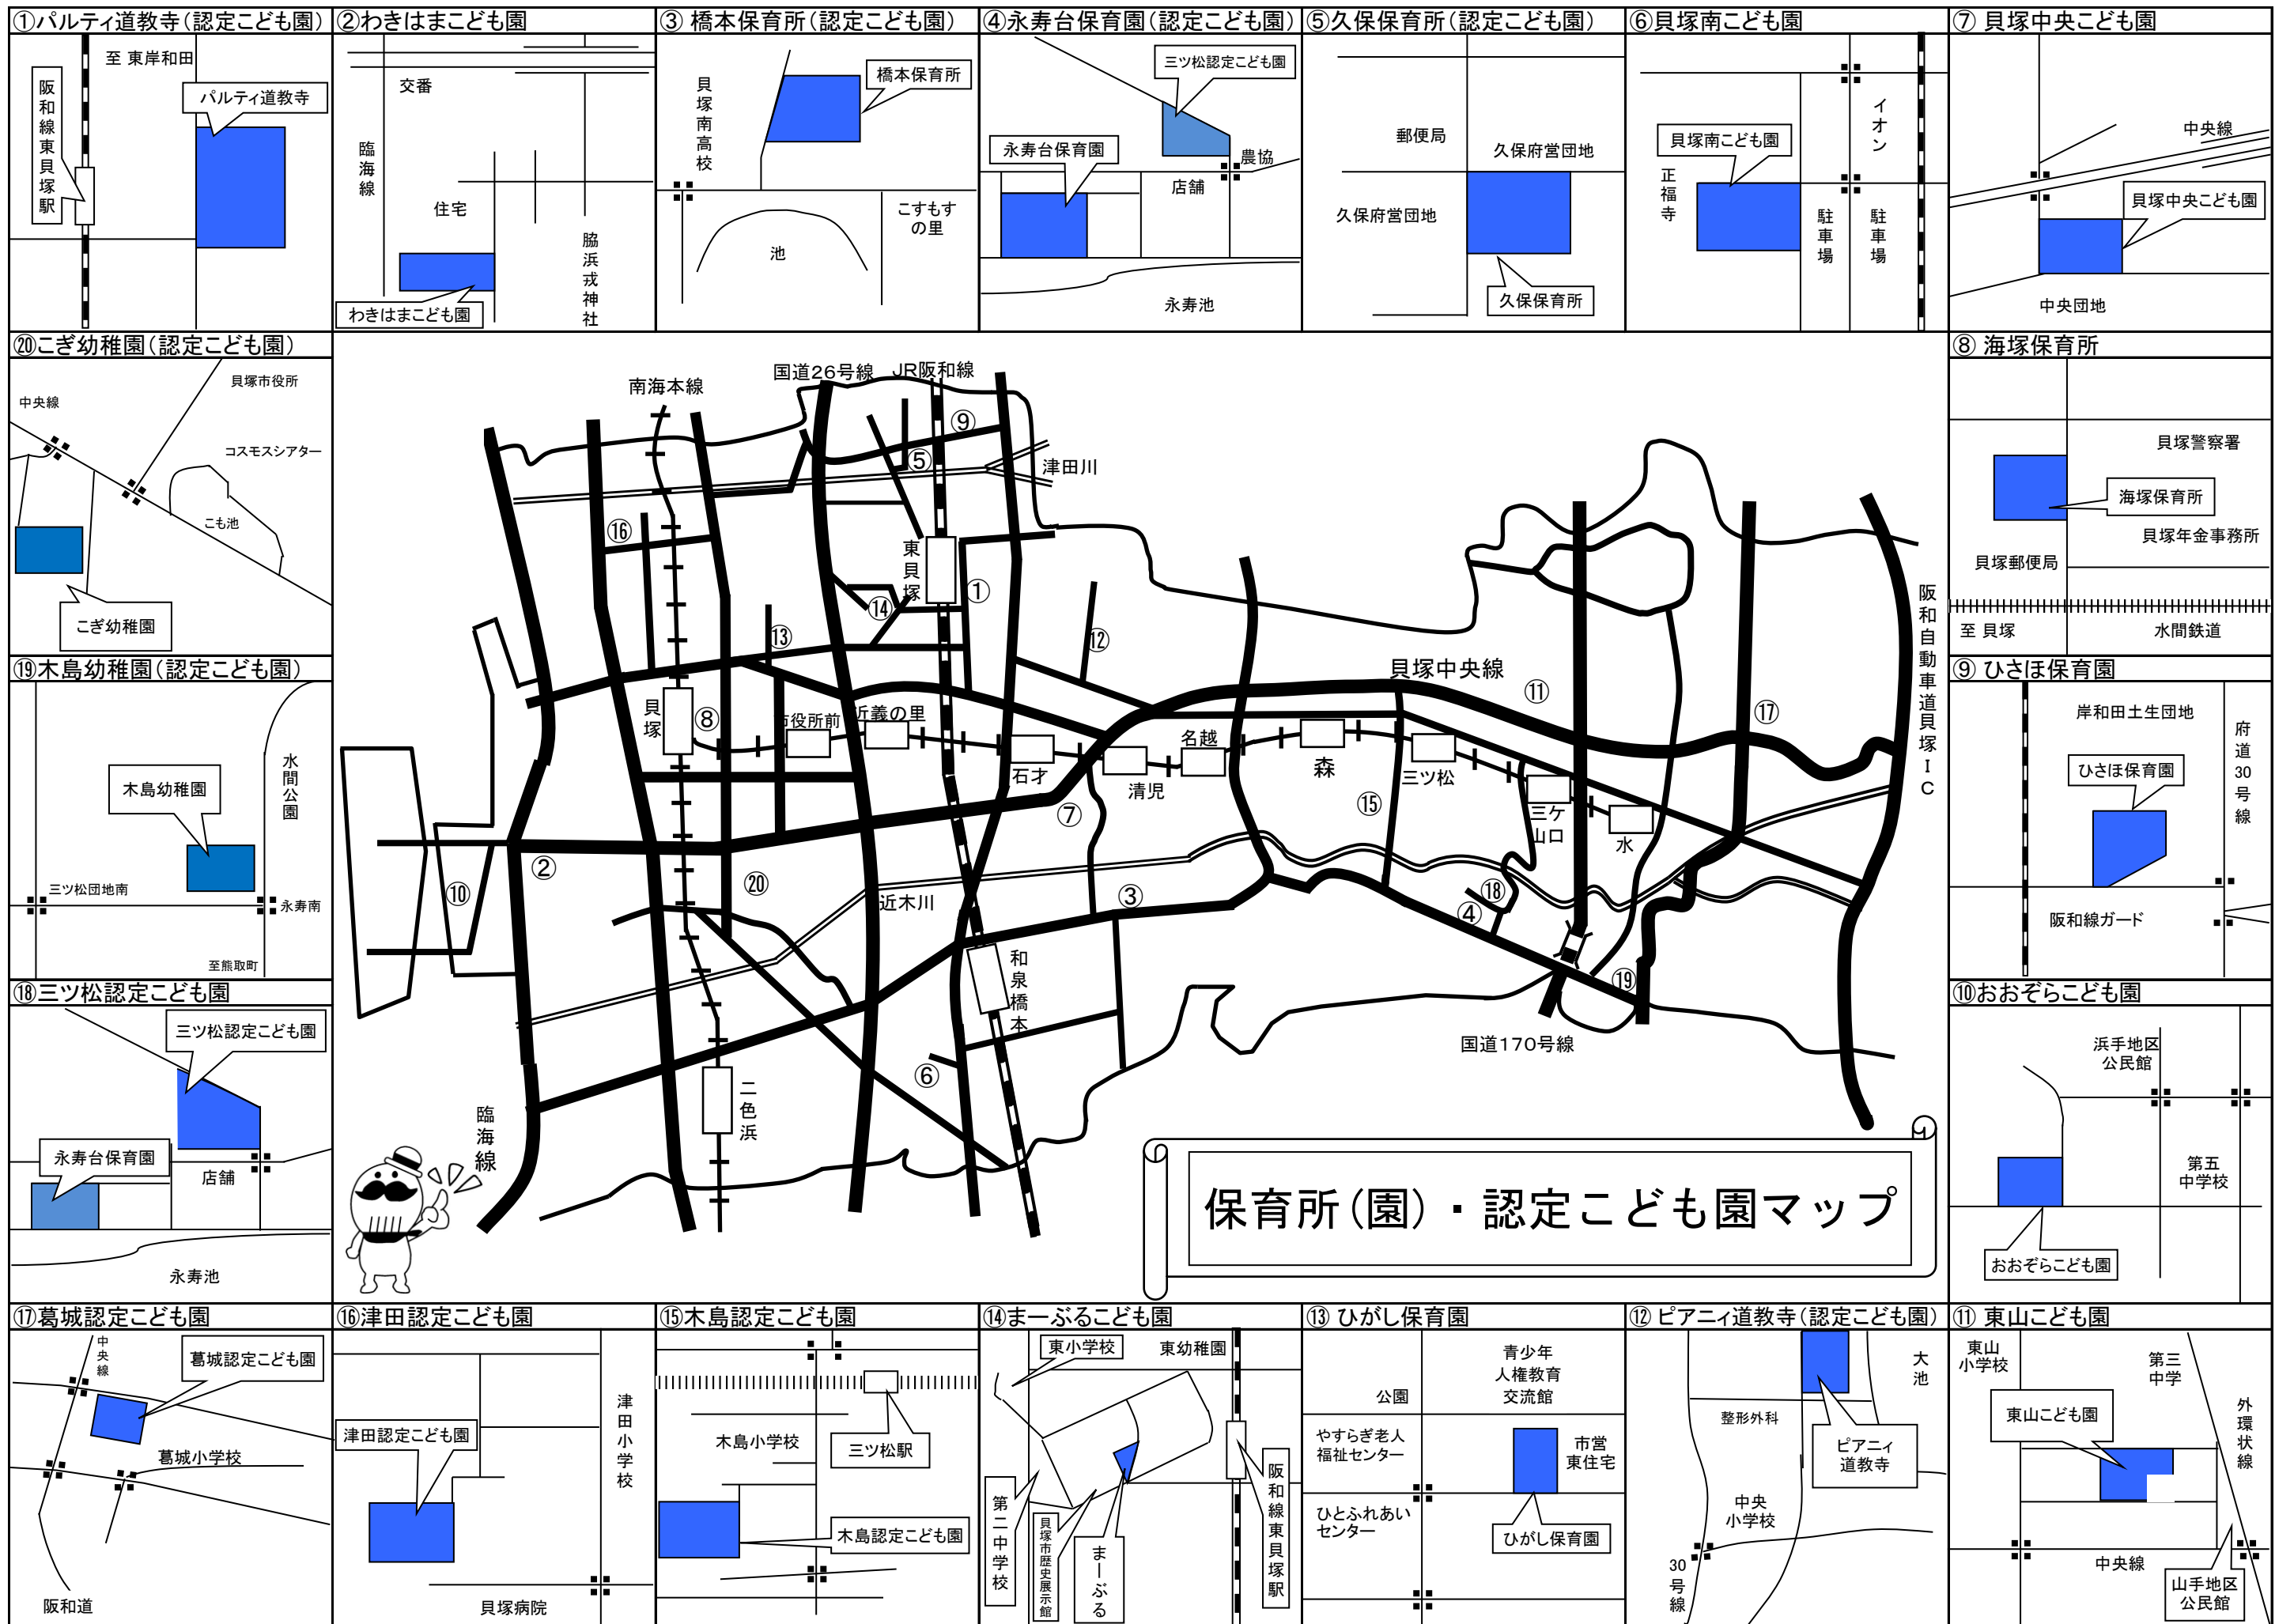 ①パルティ道教寺(認定こども園)
至 東岸和田
パルティ道教寺
阪和線東貝塚駅
②わきはまこども園
交番
臨海線
住宅
脇浜戎神社
わきはまこども園
③ 橋本保育所(認定こども園)
貝塚南高校
橋本保育所
こすもす
の里
池
④永寿台保育園(認定こども園)
三ツ松認定こども園
永寿台保育園
農協
店舗
永寿池
⑤久保保育所(認定こども園)
郵便局
久保府営団地
久保府営団地
久保保育所
⑥貝塚南こども園
イオン
貝塚南こども園
正福寺
駐車場
駐車場
⑦ 貝塚中央こども園
中央線
貝塚中央こども園
中央団地
⑳こぎ幼稚園(認定こども園)
貝塚市役所
中央線
コスモスシアター
こも池
こぎ幼稚園
⑧ 海塚保育所
貝塚警察署
海塚保育所
貝塚年金事務所
貝塚郵便局
至 貝塚
水間鉄道
⑲木島幼稚園(認定こども園)
水間公園
木島幼稚園
三ツ松団地南
永寿南
至熊取町
⑨ ひさほ保育園
岸和田土生団地
府道30号線
ひさほ保育園
阪和線ガード
⑱三ツ松認定こども園
三ツ松認定こども園
永寿台保育園
店舗
永寿池
⑩おおぞらこども園
浜手地区
公民館
第五
中学校
おおぞらこども園
南海本線
国道26号線
JR阪和線
⑨
⑤
津田川
⑯
東貝塚
①
⑭
⑬
⑫
貝塚中央線
⑪
⑰
阪和自動車道貝塚IC
貝塚
⑧
市役所前
近義の里
石才
清児
名越
森
三ツ松
三ケ
山口
水
⑦
⑮
②
⑩
⑳
近木川
③
⑱
④
⑲
和泉橋本
国道170号線
⑥
二色浜
臨海線
保育所(園)・認定こども園マップ
⑰葛城認定こども園
中央線
葛城認定こども園
葛城小学校
阪和道
⑯津田認定こども園
津田小学校
津田認定こども園
貝塚病院
⑮木島認定こども園
木島小学校
三ツ松駅
木島認定こども園
⑭まーぶるこども園
東小学校
東幼稚園
第二中学校
貝塚市歴史展示館
まーぶる
阪和線東貝塚駅
⑬ ひがし保育園
青少年
人権教育
交流館
公園
やすらぎ老人
福祉センター
市営
東住宅
ひとふれあい
センター
ひがし保育園
⑫ ピアニィ道教寺(認定こども園)
大池
整形外科
ピアニィ
道教寺
中央
小学校
30号線
⑪ 東山こども園
東山
小学校
第三
中学
東山こども園
外環状線
中央線
山手地区
公民館